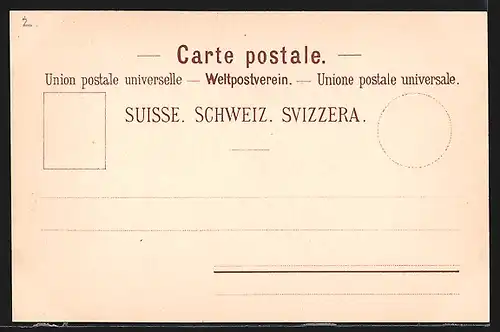 2.
— Carte postale. —
Union postale universelle — Weltpostverein. — Unione postale universale.
SUISSE. SCHWEIZ. SVIZZERA.